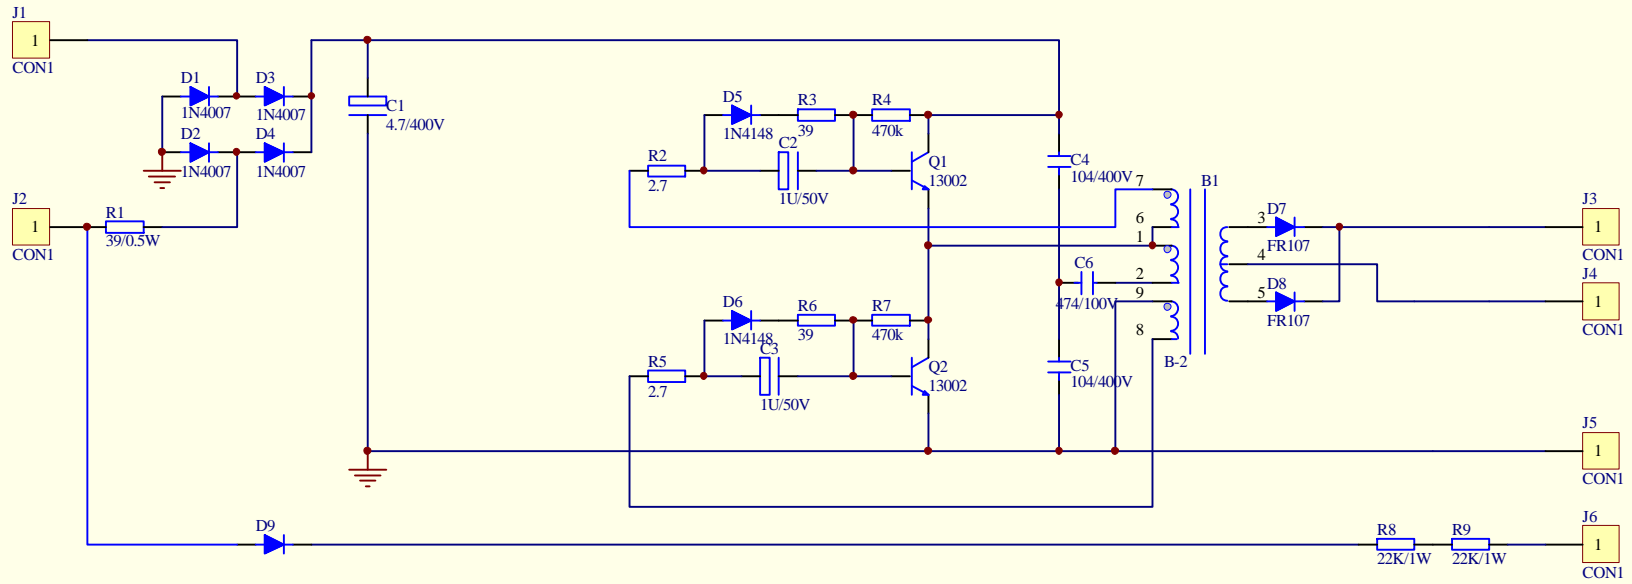 J1
1
CON1
D1
1N4007
D3
1N4007
D2
1N4007
D4
1N4007
J2
1
CON1
R1
39/0.5W
C1
4.7/400V
D5
1N4148
R3
39
R4
470k
C2
1U/50V
R2
2.7
Q1
13002
C4
104/400V
7
6
1
2
9
8
B1
B-2
C6
474/100V
3
4
5
D7
FR107
D8
FR107
J3
1
CON1
J4
1
CON1
D6
1N4148
R6
39
R7
470k
C3
1U/50V
R5
2.7
Q2
13002
C5
104/400V
J5
1
CON1
D9
R8
22K/1W
R9
22K/1W
J6
1
CON1